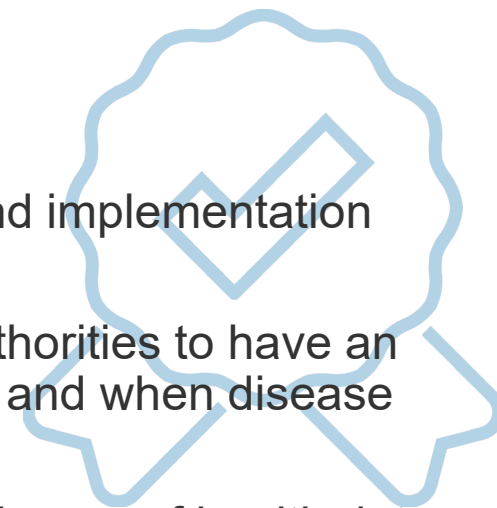 nd implementation
thorities to have an
and when disease